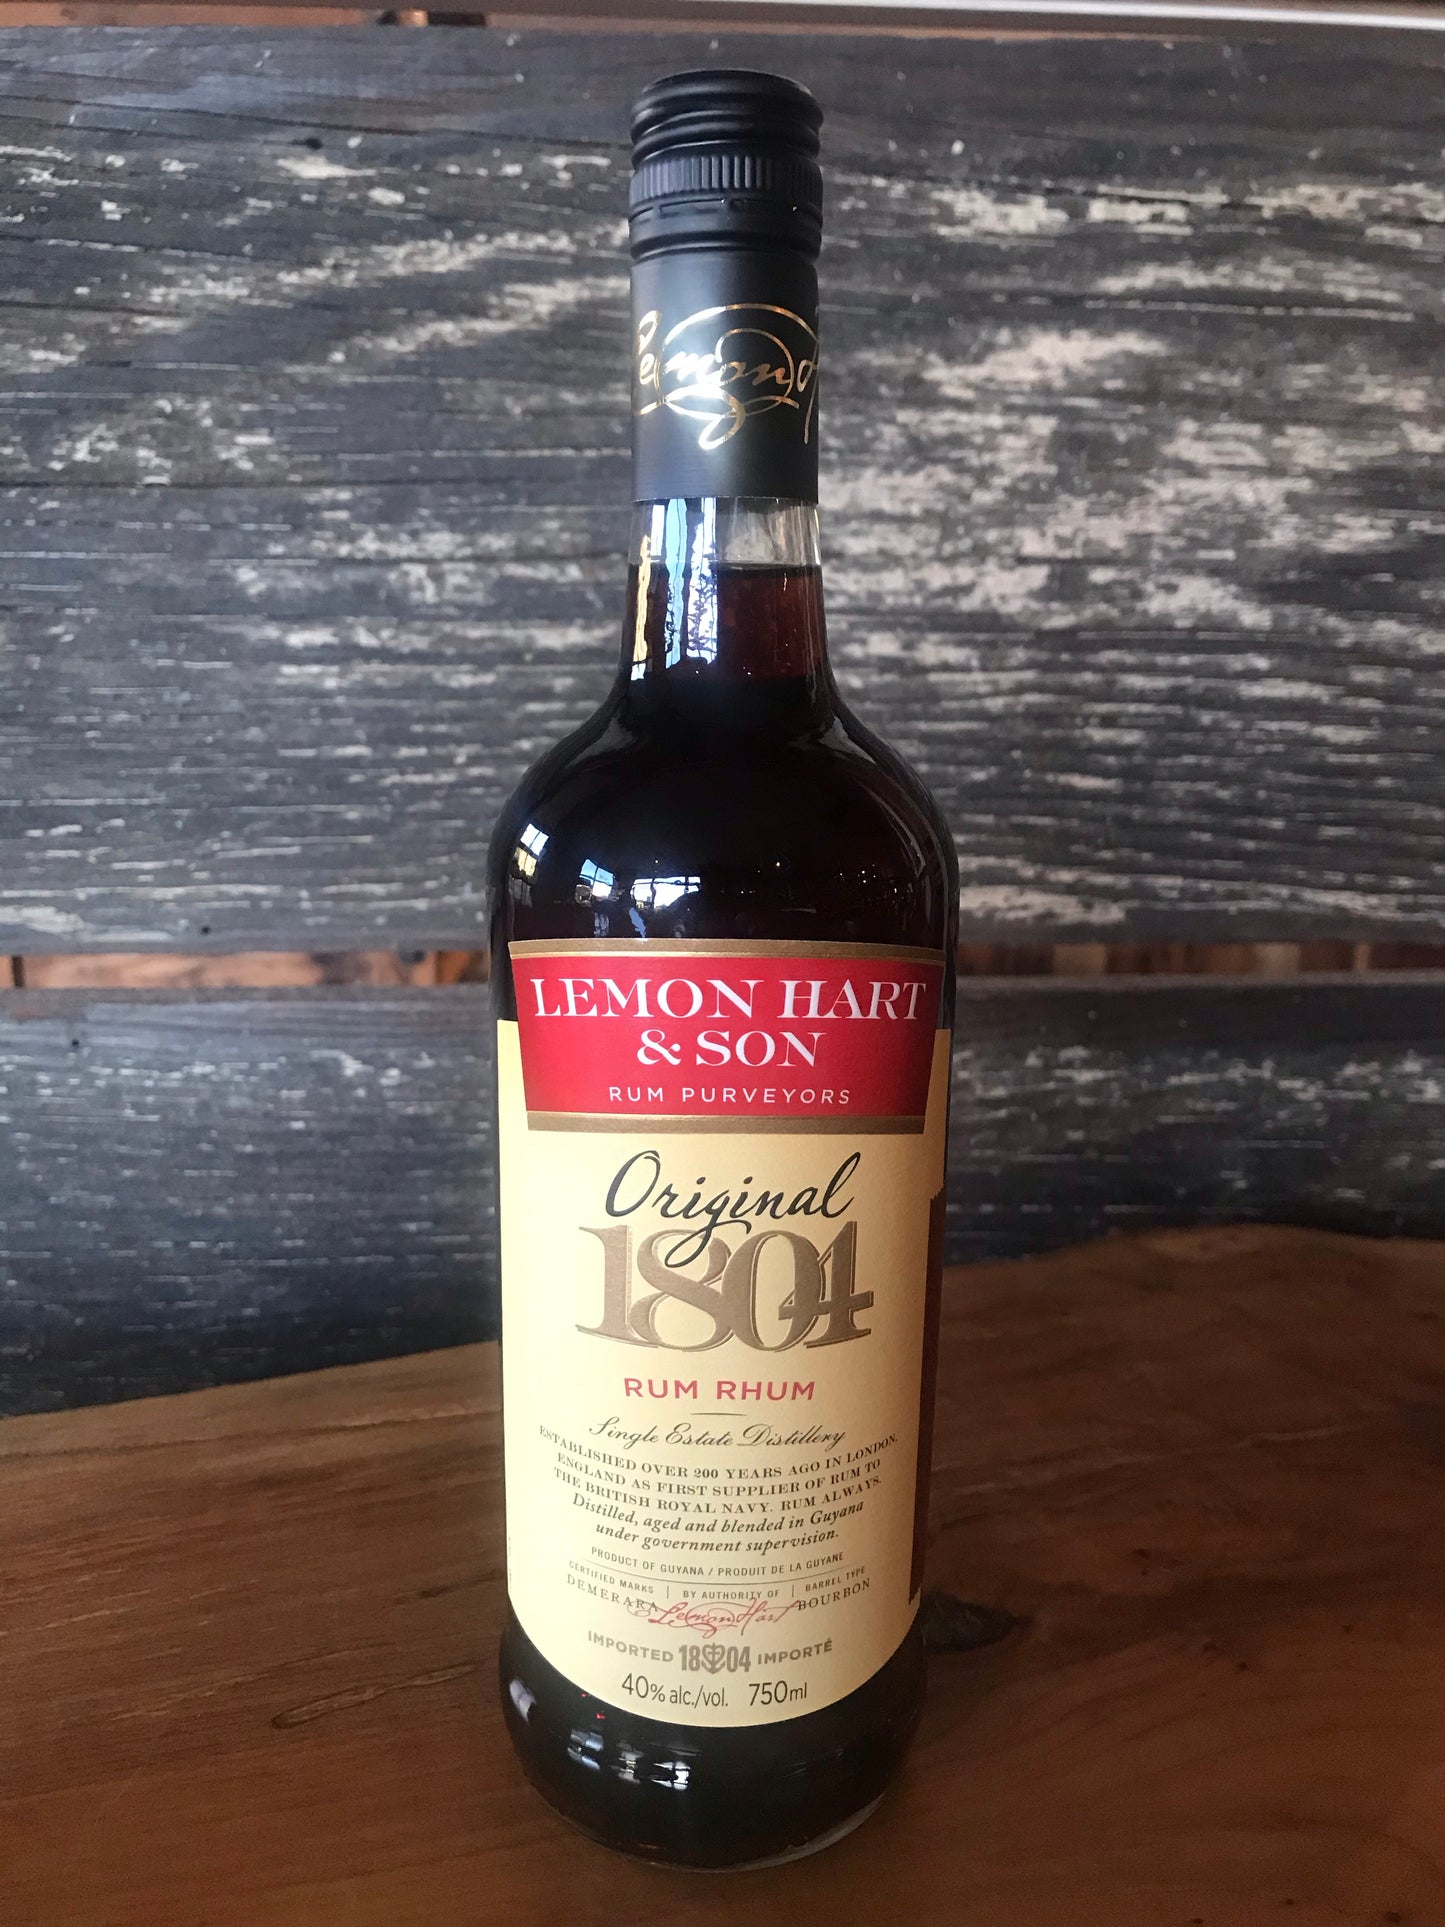 Lemon H
LEMON HART
& SON
RUM PURVEYORS
Original
1804
RUM RHUM
Single Estate Distillery
ESTABLISHED OVER 200 YEARS AGO IN LONDON,
ENGLAND AS FIRST SUPPLIER OF RUM TO
THE BRITISH ROYAL NAVY. RUM ALWAYS.
Distilled, aged and blended in Guyana
under government supervision.
PRODUCT OF GUYANA / PRODUIT DE LA GUYANE
CERTIFIED MARKS | BY AUTHORITY OF | BARREL TYPE
DEMERARA Lemon Hart BOURBON
IMPORTED 18 04 IMPORTÉ
40% alc./vol. 750ml